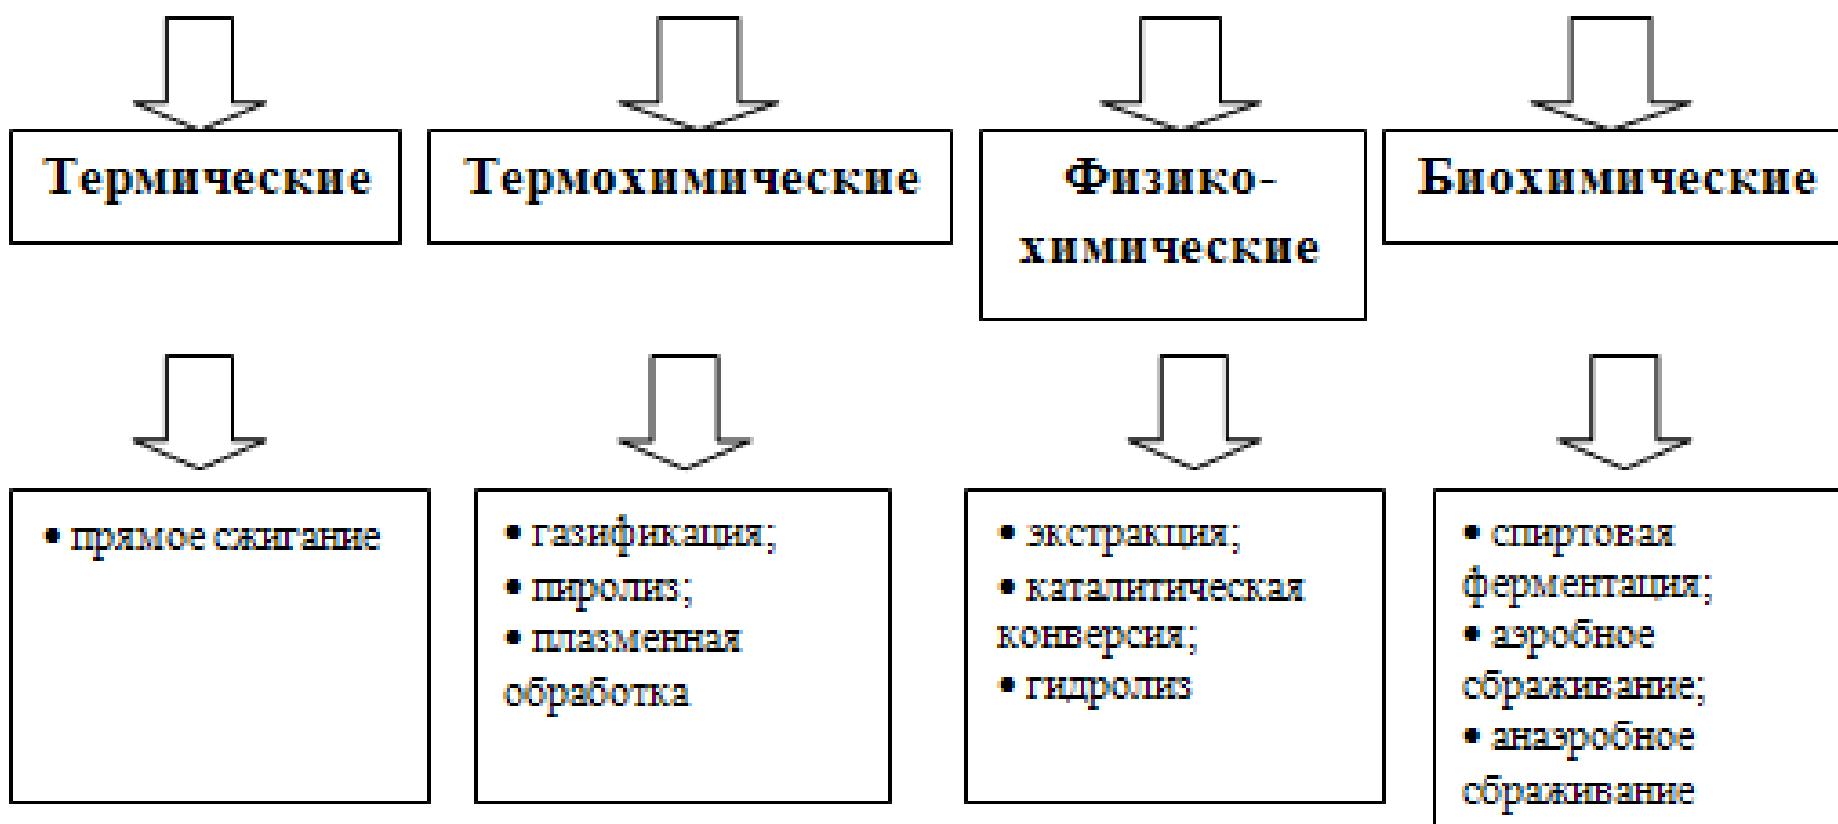 Термические
Термохимические
Физико-
химические
Биохимические
• прямое сжигание
• газификация;
• пиролиз;
• плазменная
обработка
• экстракция;
• каталитическая
конверсия;
• гидролиз
• спиртовая
ферментация;
• аэробное
сбраживание;
• анаэробное
сбраживание